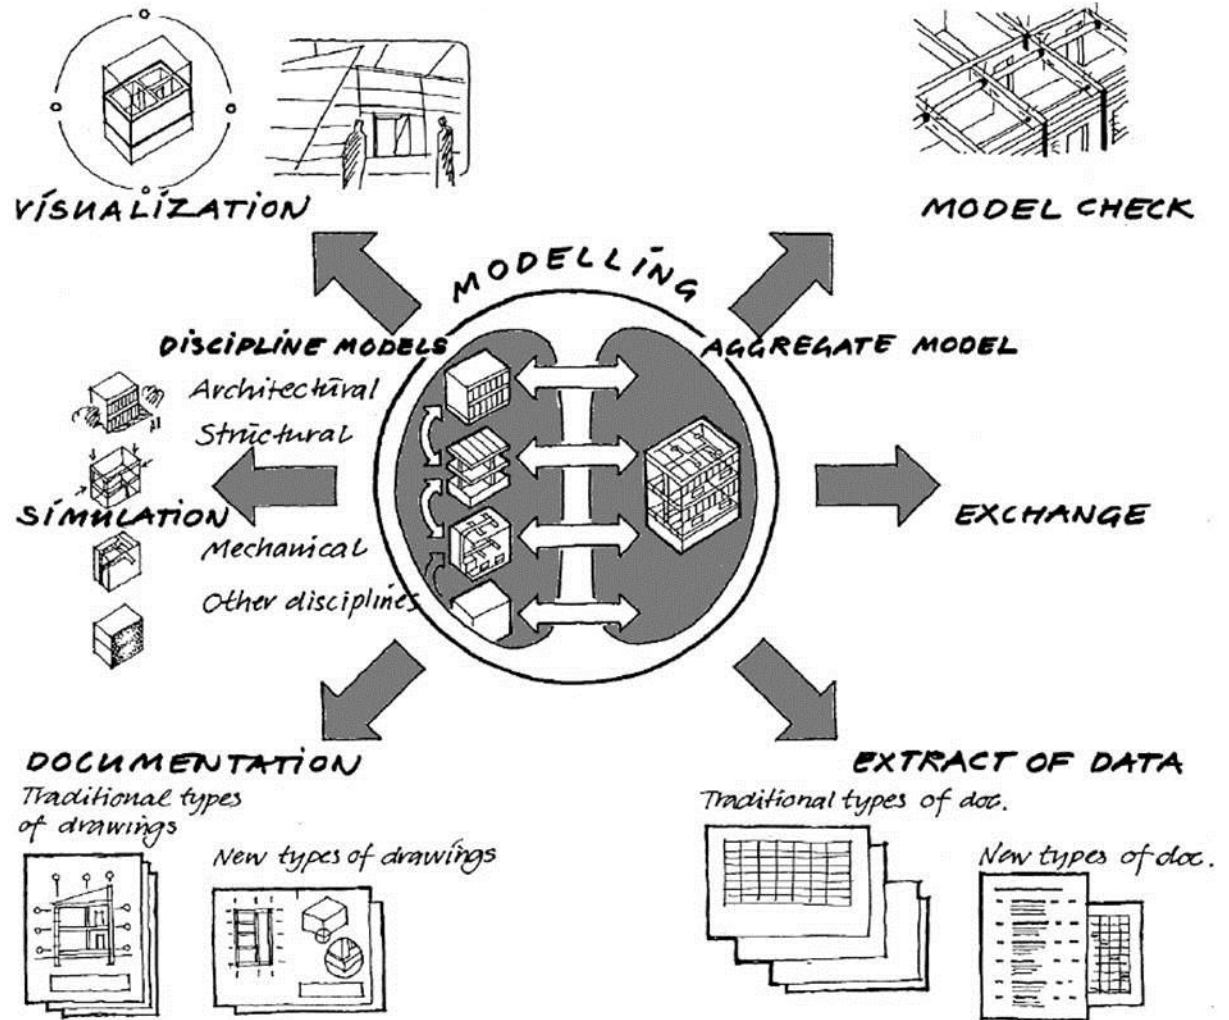 VISUALIZATION
MODEL CHECK
MODELLING
DISCIPLINE MODELS
AGGREGATE MODEL
Architectural
Structural
SIMULATION
EXCHANGE
Mechanical
Other disciplines
DOCUMENTATION
Traditional types
of drawings
New types of drawings
EXTRACT OF DATA
Traditional types of doc.
New types of doc.